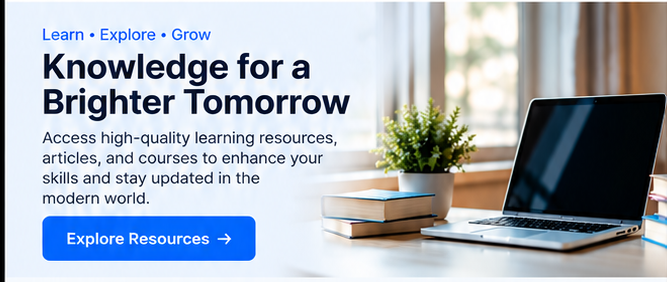 Learn • Explore • Grow
Knowledge for a
Brighter Tomorrow
Access high-quality learning resources,
articles, and courses to enhance your
skills and stay updated in the
modern world.
Explore Resources →